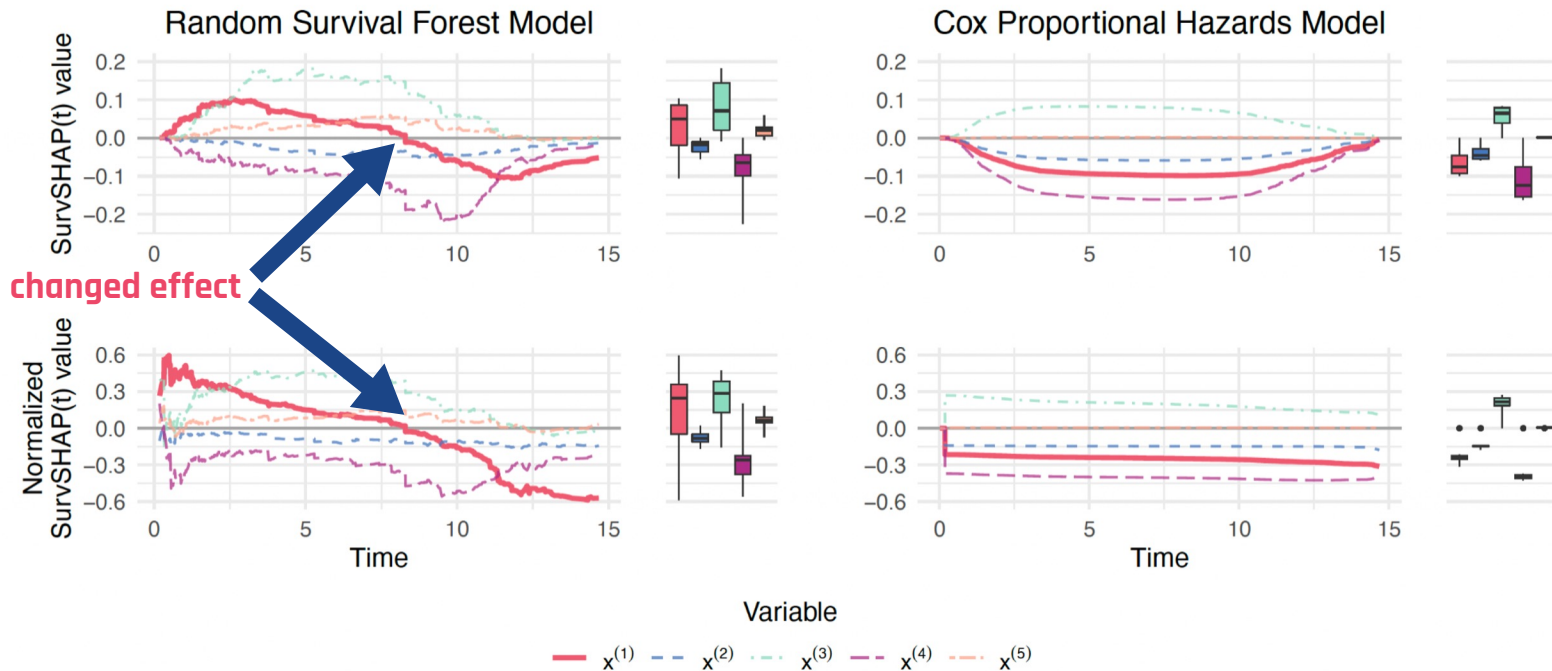 Random Survival Forest Model
Cox Proportional Hazards Model
SurvSHAP(t) value
0.2
0.1
0.0
−0.1
−0.2
0 5 10 15
0.2
0.1
0.0
−0.1
−0.2
0 5 10 15
changed effect
Normalized
SurvSHAP(t) value
0.6
0.3
0.0
−0.3
−0.6
0 5 10 15
Time
0.6
0.3
0.0
−0.3
−0.6
0 5 10 15
Time
Variable
x(1) x(2) x(3) x(4) x(5)